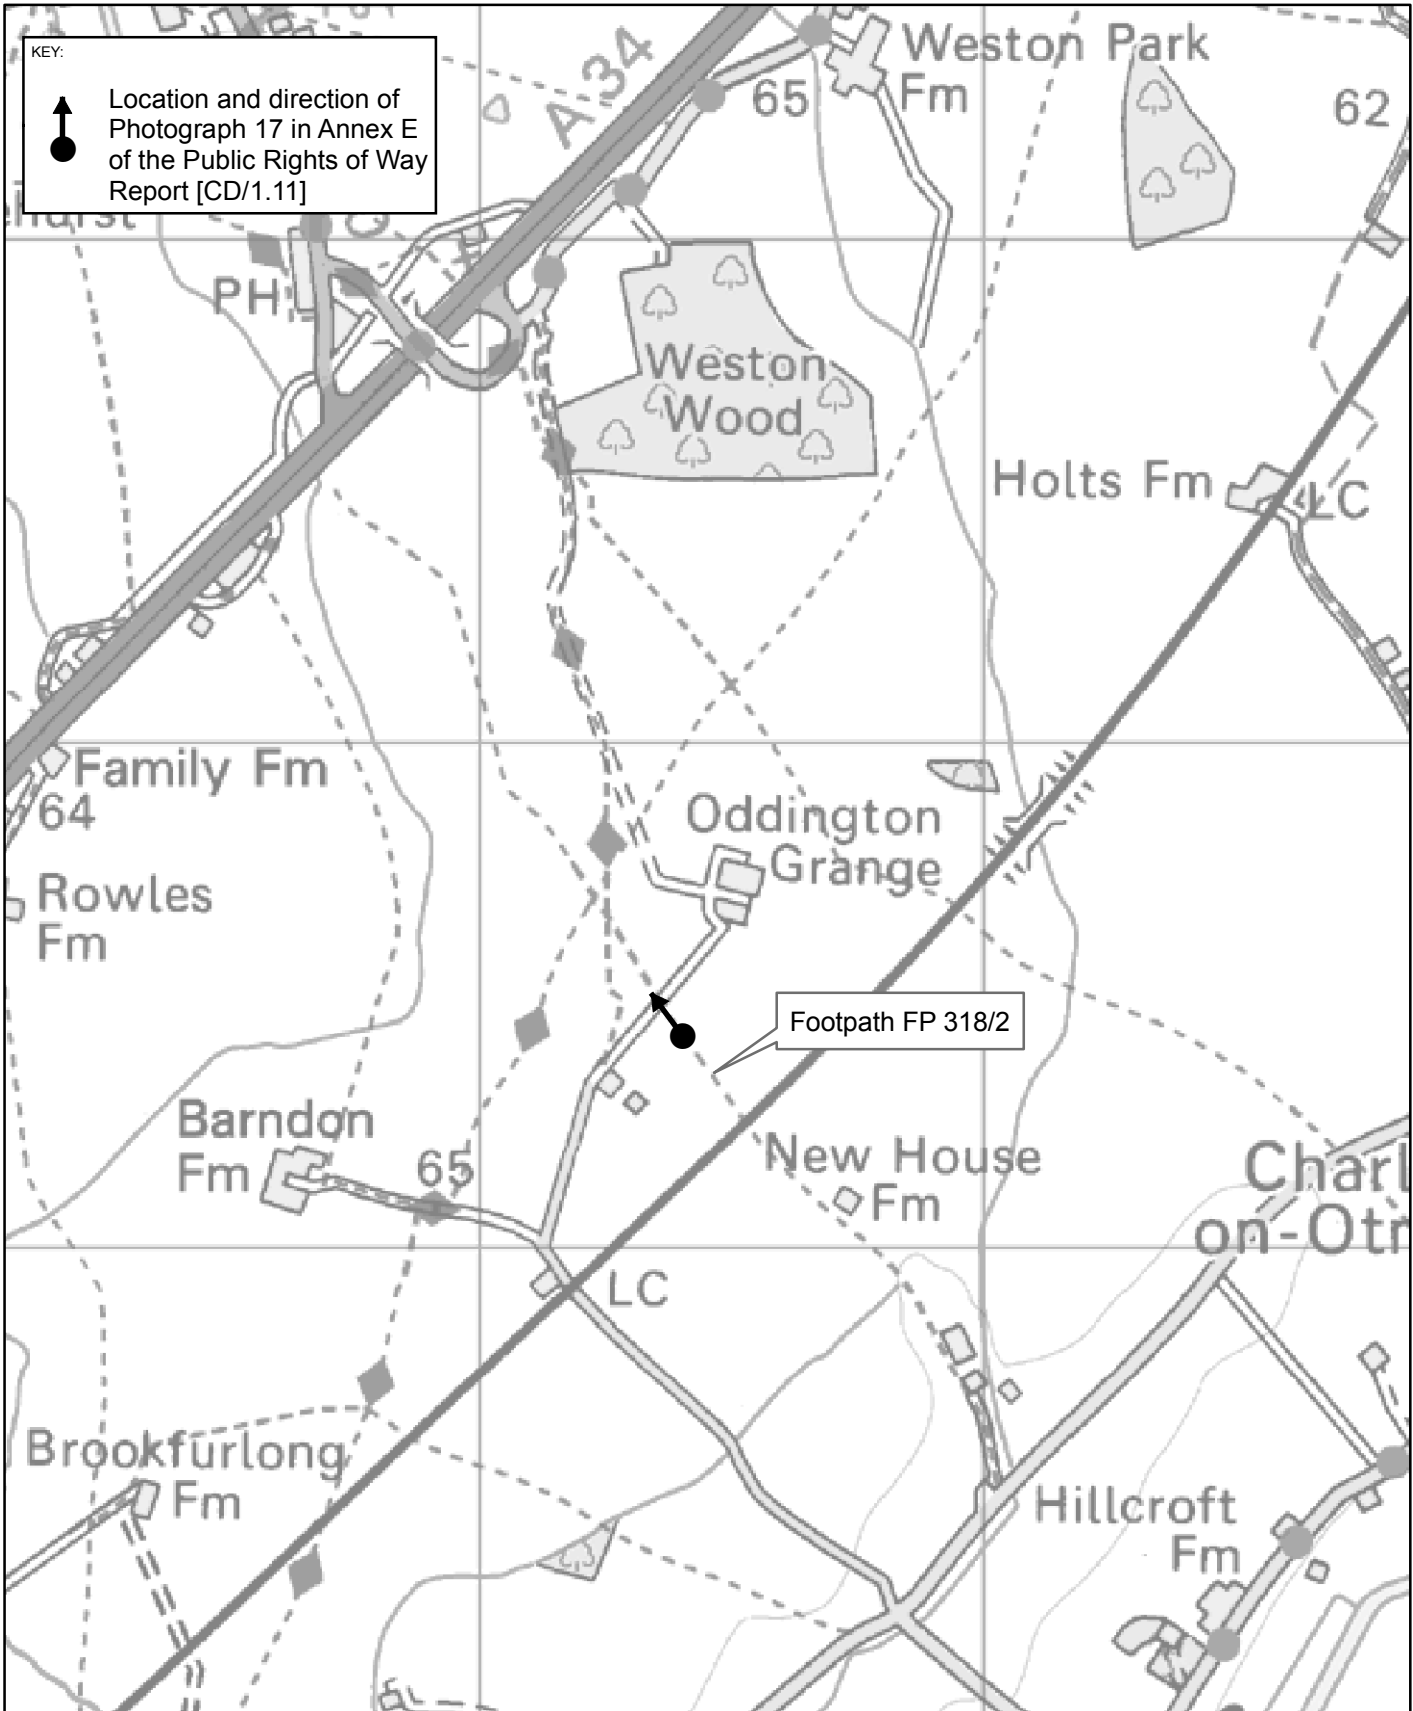 KEY:
Location and direction of
Photograph 17 in Annex E
of the Public Rights of Way
Report [CD/1.11]
A 34
65
Weston Park
Fm
62
PH
Weston
Wood
Holts Fm
LC
Family Fm
64
Oddington
Grange
Rowles
Fm
Footpath FP 318/2
Barndon
Fm
65
New House
Fm
Charl
on-Otm
LC
Brookfurlong
Fm
Hillcroft
Fm